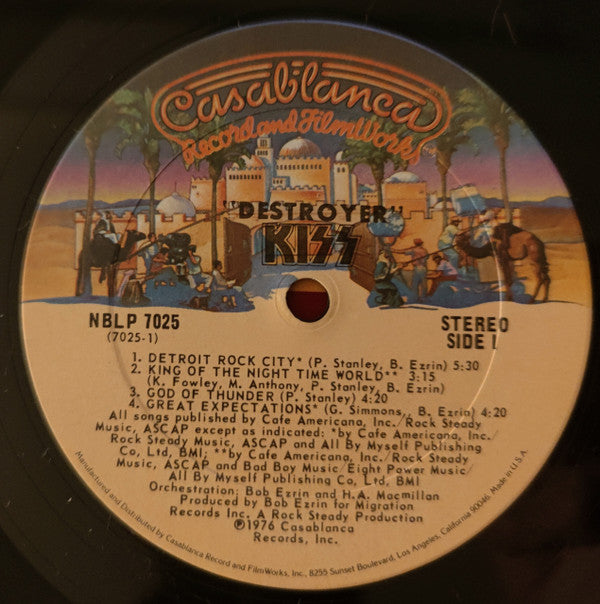 Casablanca
Record and FilmWorks
"DESTROYER"
KISS
NBLP 7025
(7025-1)
STEREO
SIDE I
1. DETROIT ROCK CITY* (P. Stanley, B. Ezrin) 5:30
2. KING OF THE NIGHT TIME WORLD** 3:15
(K. Fowley, M. Anthony, P. Stanley, B. Ezrin)
3. GOD OF THUNDER (P. Stanley) 4:20
4. GREAT EXPECTATIONS* (G. Simmons,, B. Ezrin) 4:20
All songs published by Cafe Americana, Inc./Rock Steady
Music, ASCAP except as indicated: *by Cafe Americana, Inc./
Rock Steady Music, ASCAP and All By Myself Publishing
Co, Ltd, BMI; **by Cafe Americana, Inc./Rock Steady
Music, ASCAP and Bad Boy Music/Eight Power Music/
All By Myself Publishing Co, Ltd, BMI
Orchestration: Bob Ezrin and H.A. Macmillan
Produced by Bob Ezrin for Migration
Records Inc. A Rock Steady Production
℗1976 Casablanca
Records, Inc.
Manufactured and Distributed by Casablanca Record and FilmWorks, Inc., 8255 Sunset Boulevard, Los Angeles, California 90046. Made in U.S.A.